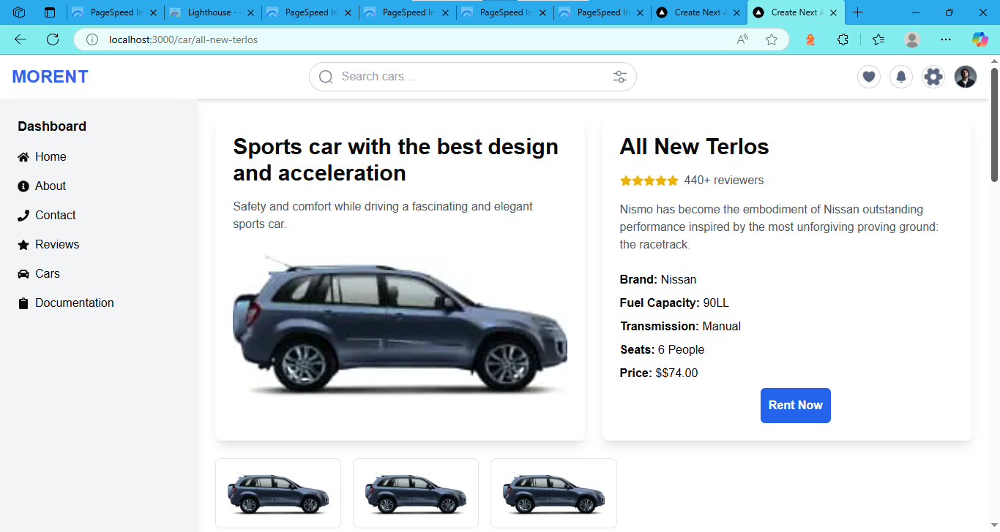 PageSpeed In
Lighthouse -
PageSpeed In
PageSpeed In
PageSpeed In
PageSpeed In
Create Next A
Create Next A
localhost:3000/car/all-new-terlos
MORENT
Search cars...
Dashboard
Home
About
Contact
Reviews
Cars
Documentation
Sports car with the best design
and acceleration
Safety and comfort while driving a fascinating and elegant
sports car.
All New Terlos
440+ reviewers
Nismo has become the embodiment of Nissan outstanding
performance inspired by the most unforgiving proving ground:
the racetrack.
Brand: Nissan
Fuel Capacity: 90LL
Transmission: Manual
Seats: 6 People
Price: $$74.00
Rent Now